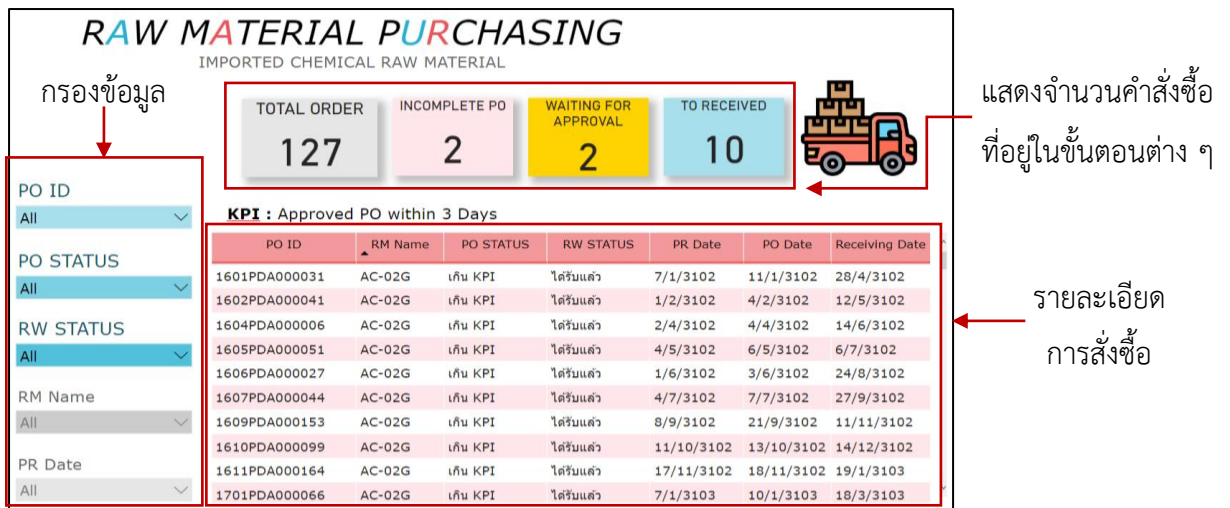 RAW MATERIAL PURCHASING
IMPORTED CHEMICAL RAW MATERIAL
กรองข้อมูล
TOTAL ORDER
127
INCOMPLETE PO
2
WAITING FOR
APPROVAL
2
TO RECEIVED
10
แสดงจำนวนคำสั่งซื้อ
ที่อยู่ในขั้นตอนต่าง ๆ
PO ID
All
PO STATUS
All
RW STATUS
All
RM Name
All
PR Date
All
KPI : Approved PO within 3 Days
PO ID RM Name PO STATUS RW STATUS PR Date PO Date Receiving Date
1601PDA000031 AC-02G เกิน KPI ได้รับแล้ว 7/1/3102 11/1/3102 28/4/3102
1602PDA000041 AC-02G เกิน KPI ได้รับแล้ว 1/2/3102 4/2/3102 12/5/3102
1604PDA000006 AC-02G เกิน KPI ได้รับแล้ว 2/4/3102 4/4/3102 14/6/3102
1605PDA000051 AC-02G เกิน KPI ได้รับแล้ว 4/5/3102 6/5/3102 6/7/3102
1606PDA000027 AC-02G เกิน KPI ได้รับแล้ว 1/6/3102 3/6/3102 24/8/3102
1607PDA000044 AC-02G เกิน KPI ได้รับแล้ว 4/7/3102 7/7/3102 27/9/3102
1609PDA000153 AC-02G เกิน KPI ได้รับแล้ว 8/9/3102 21/9/3102 11/11/3102
1610PDA000099 AC-02G เกิน KPI ได้รับแล้ว 11/10/3102 13/10/3102 14/12/3102
1611PDA000164 AC-02G เกิน KPI ได้รับแล้ว 17/11/3102 18/11/3102 19/1/3103
1701PDA000066 AC-02G เกิน KPI ได้รับแล้ว 7/1/3103 10/1/3103 18/3/3103
รายละเอียด
การสั่งซื้อ